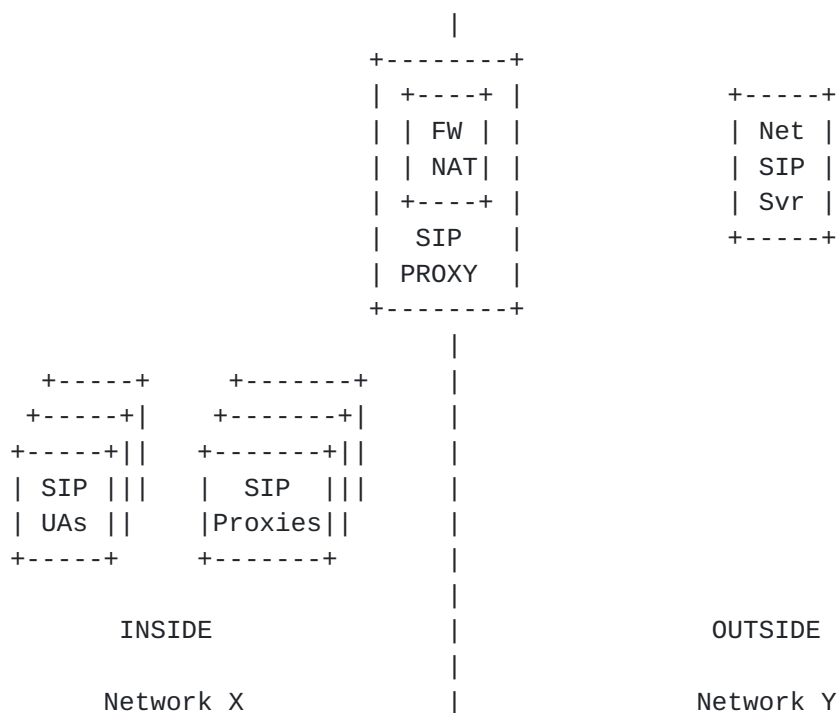 |
+--------+
| +----+ | +-----+
| | FW | | | Net |
| | NAT| | | SIP |
| +----+ | | Svr |
| SIP | +-----+
| PROXY |
+--------+
|
+-----+ +-------+ |
+-----+| +-------+| |
+-----+|| +-------+|| |
| SIP ||| | SIP ||| |
| UAs || |Proxies|| |
+-----+ +-------+ |
|
INSIDE | OUTSIDE
|
Network X | Network Y